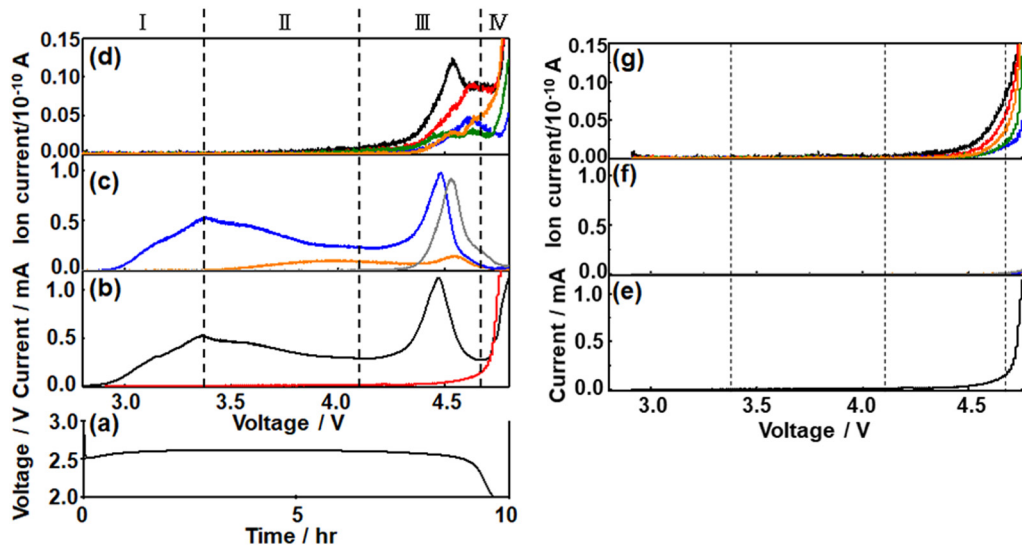 Ⅰ Ⅱ Ⅲ Ⅳ
Ion current/10⁻¹⁰ A
(d)
0.15
0.10
0.05
0.00
(c)
0.5
0.0
Current / mA
(b)
1.0
0.5
0.0
3.0 3.5 4.0 4.5
Voltage / V
Voltage / V
(a)
3.0
2.5
2.0
0 5 10
Time / hr
Ion current/10⁻¹⁰ A
(g)
0.15
0.10
0.05
0.00
(f)
0.5
0.0
Current / mA
(e)
1.0
0.5
0.0
3.0 3.5 4.0 4.5
Voltage / V